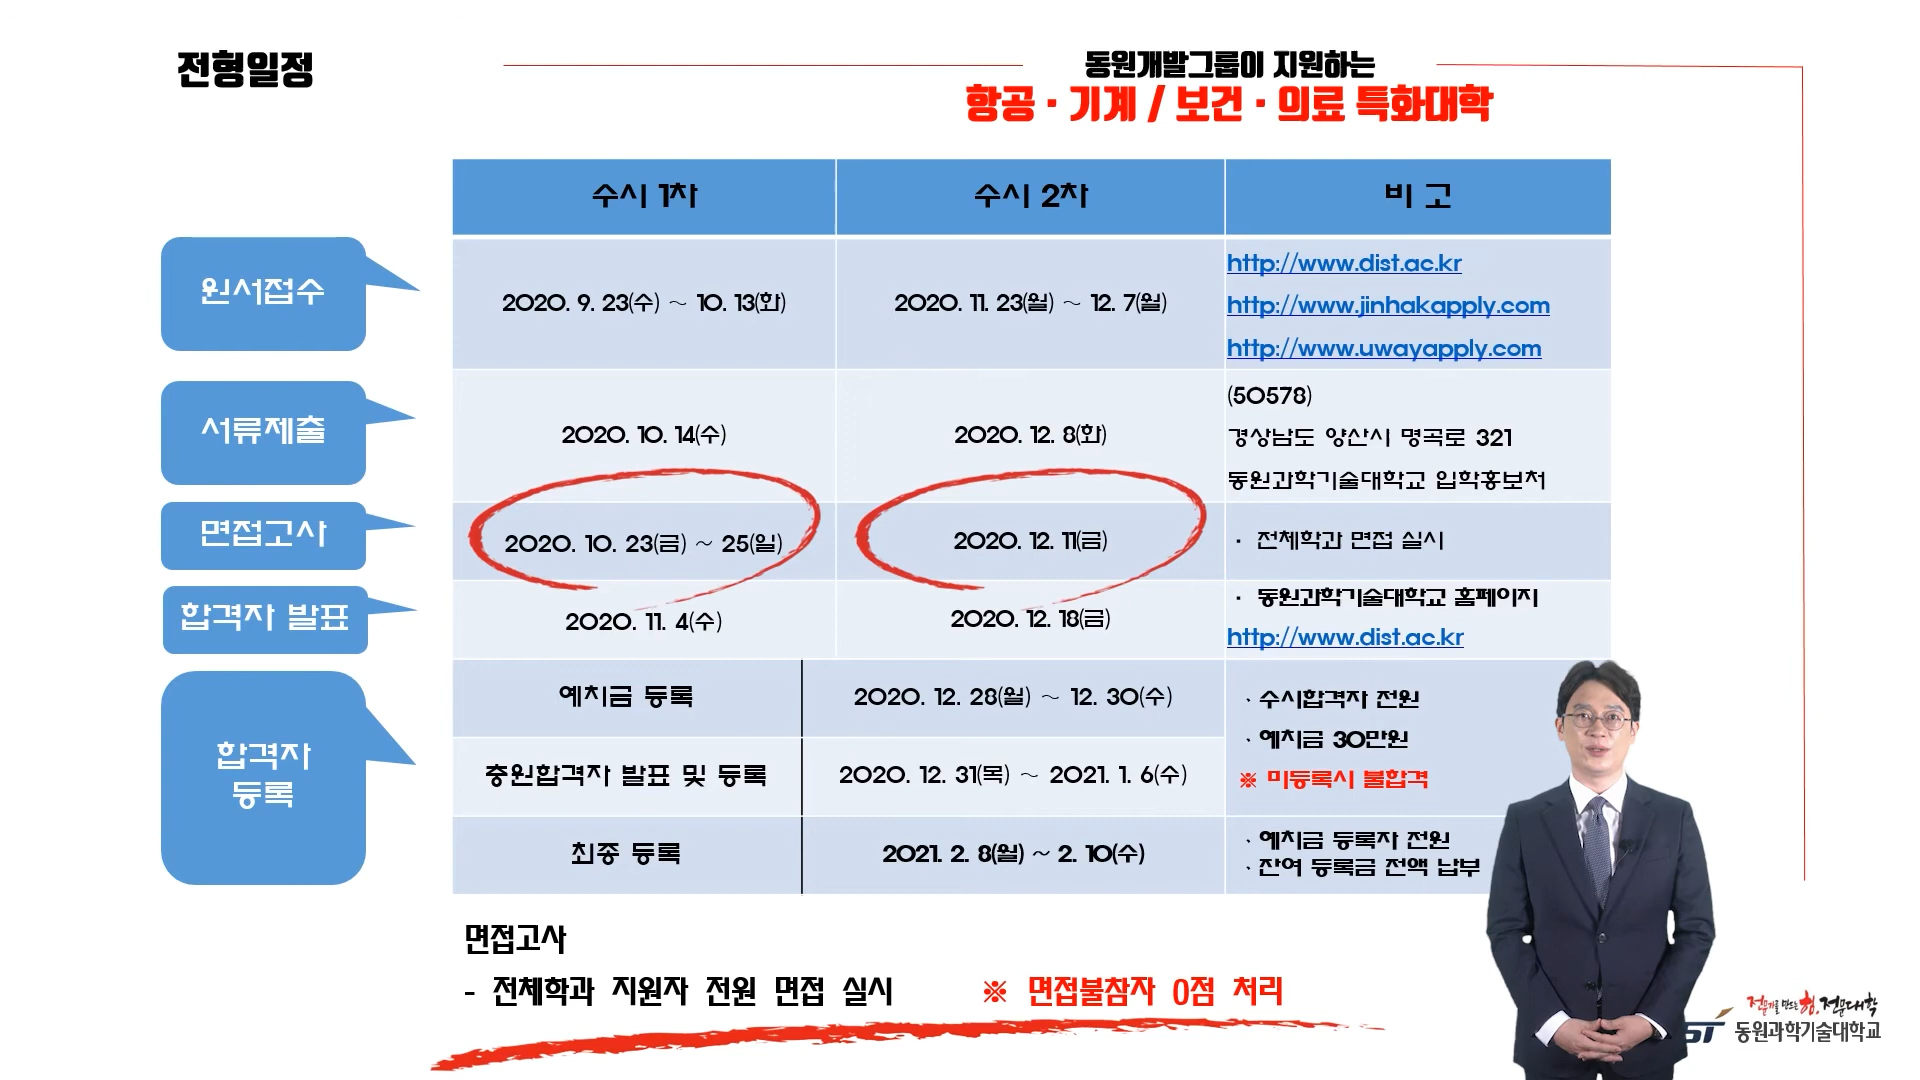 전형일정
동원개발그룹이 지원하는
항공 · 기계 / 보건 · 의료 특화대학
수시 1차
수시 2차
비 고
원서접수
2020. 9. 23(수) ~ 10. 13(화)
2020. 11. 23(월) ~ 12. 7(월)
http://www.dist.ac.kr
http://www.jinhakapply.com
http://www.uwayapply.com
서류제출
2020. 10. 14(수)
2020. 12. 8(화)
(50578)
경상남도 양산시 명곡로 321
동원과학기술대학교 입학홍보처
면접고사
2020. 10. 23(금) ~ 25(일)
2020. 12. 11(금)
· 전체학과 면접 실시
합격자 발표
2020. 11. 4(수)
2020. 12. 18(금)
· 동원과학기술대학교 홈페이지
http://www.dist.ac.kr
합격자
등록
예치금 등록
2020. 12. 28(월) ~ 12. 30(수)
· 수시합격자 전원
· 예치금 30만원
※ 미등록시 불합격
충원합격자 발표 및 등록
2020. 12. 31(목) ~ 2021. 1. 6(수)
최종 등록
2021. 2. 8(월) ~ 2. 10(수)
· 예치금 등록자 전원
· 잔여 등록금 전액 납부
면접고사
- 전체학과 지원자 전원 면접 실시 ※ 면접불참자 0점 처리
전문가를 만드는 힘, 전문대학
동원과학기술대학교